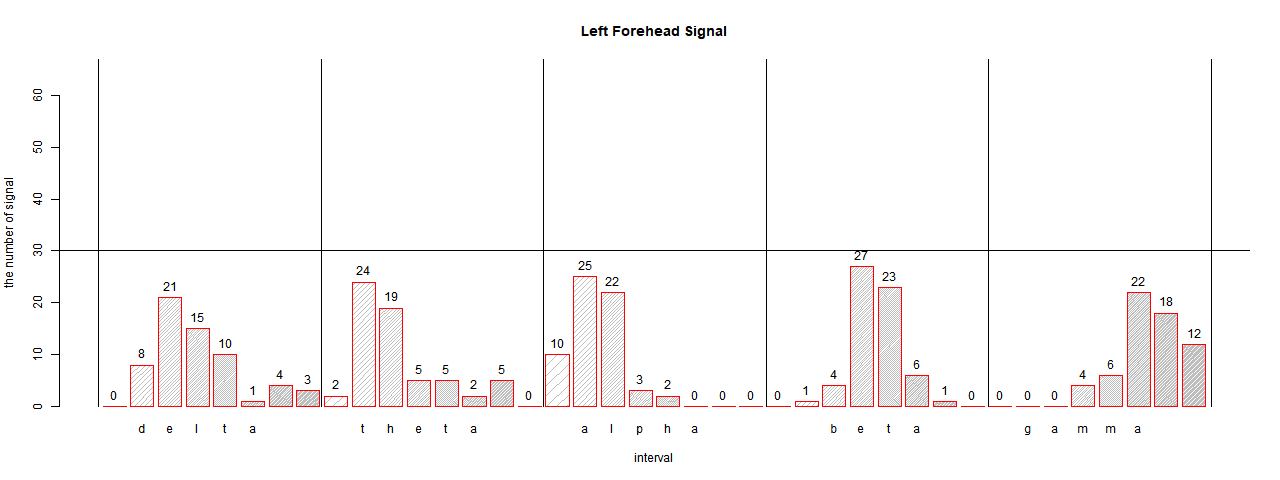 Left Forehead Signal
the number of signal
60
50
40
30
20
10
0
0 8 21 15 10 1 4 3 2 24 19 5 5 2 5 0 10 25 22 3 2 0 0 0 0 1 4 27 23 6 1 0 0 0 0 4 6 22 18 12
d e l t a t h e t a a l p h a b e t a g a m m a
interval